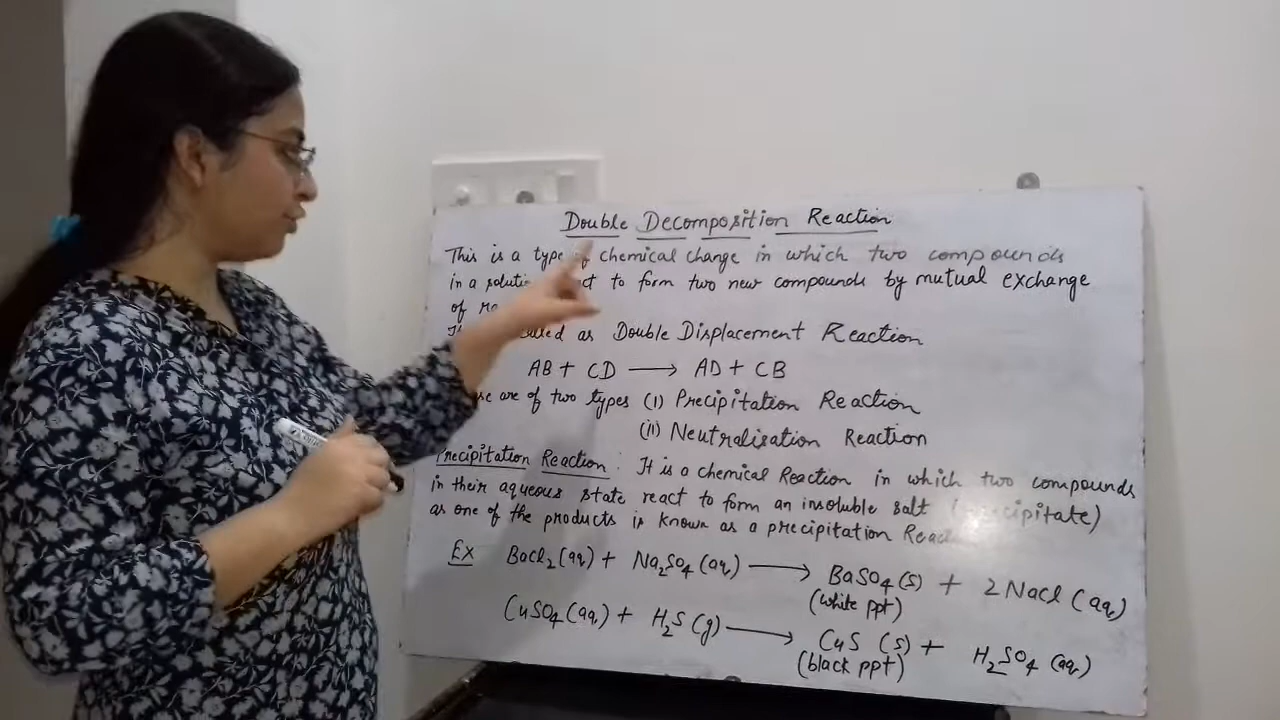 Double Decomposition Reaction
This is a type of chemical change in which two compounds
in a to form two new compounds by mutual exchange
of
as Double Displacement Reaction
AB + CD ⟶ AD + CB
are of two types (i) Precipitation Reaction
(ii) Neutralisation Reaction
Precipitation Reaction : It is a chemical Reaction in which two compounds
in their aqueous state react to form an insoluble salt
as one of the products is known as a precipitation
Ex BaCl₂(aq) + Na₂SO₄(aq) ⟶ BaSO₄(s) + 2NaCl(aq)
(white ppt)
CuSO₄(aq) + H₂S(g) ⟶ CuS(s) + H₂SO₄(aq)
(black ppt)